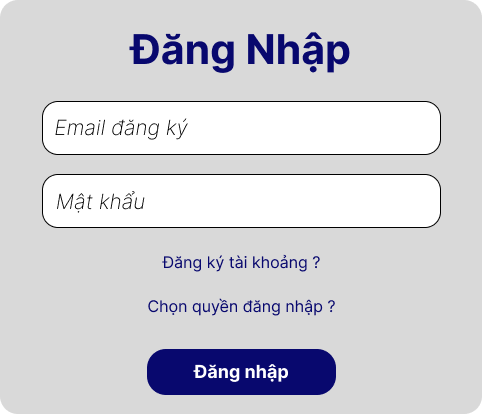 Đăng Nhập
Email đăng ký
Mật khẩu
Đăng ký tài khoảng ?
Chọn quyền đăng nhập ?
Đăng nhập